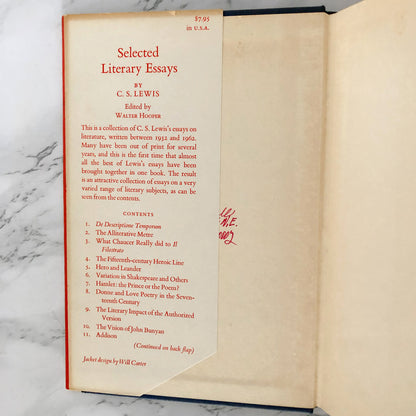 $7.95
in U.S.A.
Selected
Literary Essays
BY
C. S. LEWIS
Edited by
WALTER HOOPER
This is a collection of C. S. Lewis's essays on
literature, written between 1932 and 1962.
Many have been out of print for several
years, and this is the first time that almost
all the best of Lewis's essays have been
brought together in one book. The result
is an attractive collection of essays on a very
varied range of literary subjects, as can be
seen from the contents.
CONTENTS
1. De Descriptione Temporum
2. The Alliterative Metre
3. What Chaucer Really did to Il
Filostrato
4. The Fifteenth-century Heroic Line
5. Hero and Leander
6. Variation in Shakespeare and Others
7. Hamlet: the Prince or the Poem?
8. Donne and Love Poetry in the Seven-
teenth Century
9. The Literary Impact of the Authorized
Version
10. The Vision of John Bunyan
11. Addison
(Continued on back flap)
Jacket design by Will Carter
N.E.